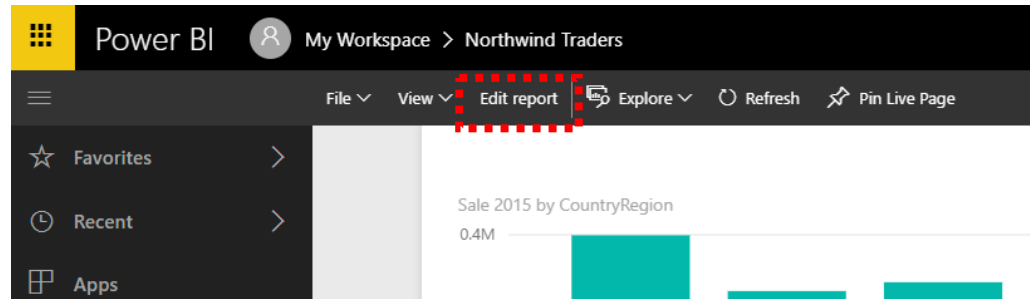 Power BI My Workspace > Northwind Traders
File View Edit report Explore Refresh Pin Live Page
Favorites
Recent
Apps
Sale 2015 by CountryRegion
0.4M